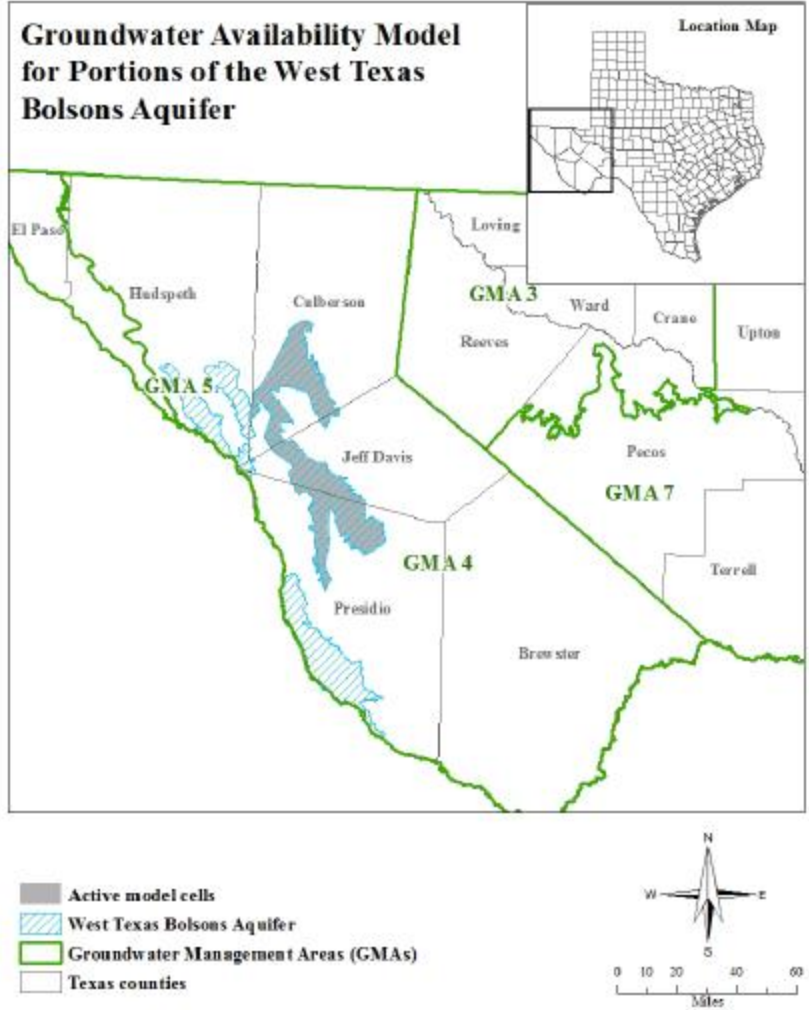 Groundwater Availability Model
for Portions of the West Texas
Bolsons Aquifer
Location Map
El Paso
Hudspeth
Culberson
Loving
GMA 3
Ward
Crane
Upton
Reeves
GMA 5
Jeff Davis
Pecos
GMA 7
GMA 4
Terrell
Presidio
Brewster
Active model cells
West Texas Bolsons Aquifer
Groundwater Management Areas (GMAs)
Texas counties
N
W
E
S
0 10 20 40 60
Miles